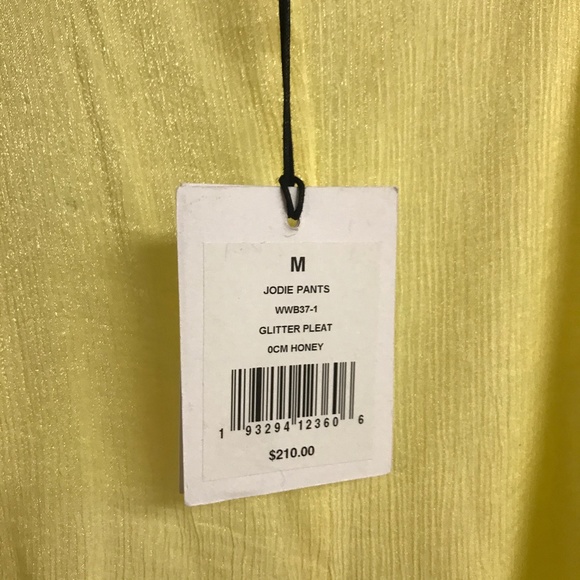 M
JODIE PANTS
WWB37-1
GLITTER PLEAT
0CM HONEY
1 93294 12360 6
$210.00